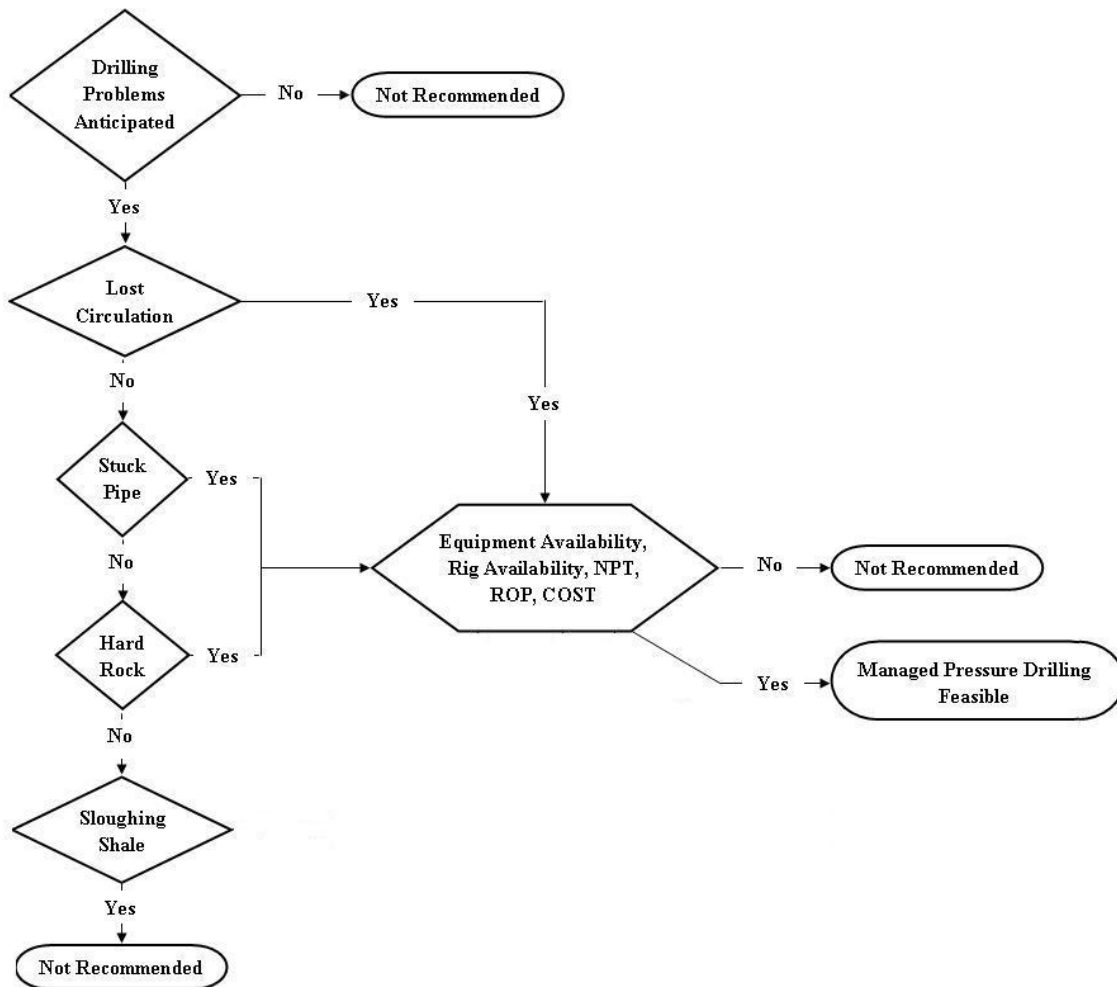 Drilling
Problems
Anticipated
No
Not Recommended
Yes
Lost
Circulation
Yes
No
Yes
Stuck
Pipe
Yes
Equipment Availability,
Rig Availability, NPT,
ROP, COST
No
No
Not Recommended
Hard
Rock
Yes
Yes
Managed Pressure Drilling
Feasible
No
Sloughing
Shale
Yes
Not Recommended